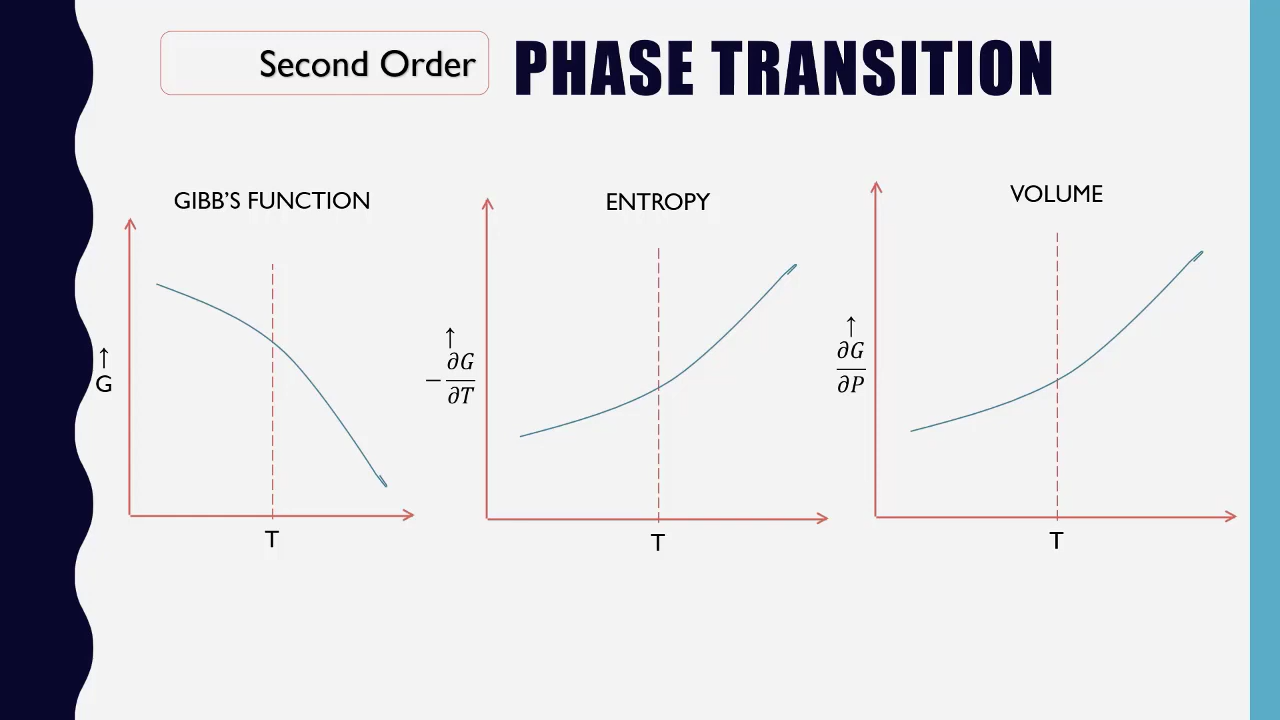 Second Order PHASE TRANSITION
GIBB'S FUNCTION
↑
G
T
ENTROPY
↑
−∂G/∂T
T
VOLUME
↑
∂G/∂P
T